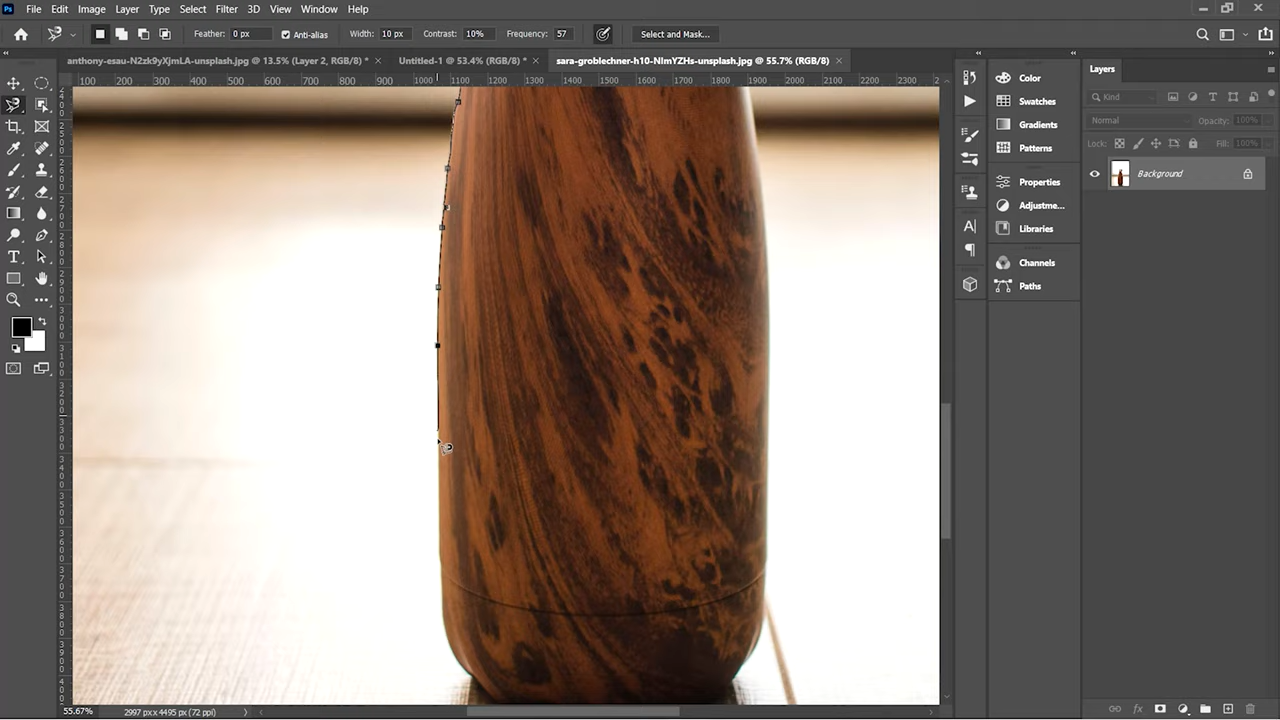 Ps File Edit Image Layer Type Select Filter 3D View Window Help
Feather: 0 px Anti-alias Width: 10 px Contrast: 10% Frequency: 57 Select and Mask...
anthony-esau-N2zk9yXjmLA-unsplash.jpg @ 13.5% (Layer 2, RGB/8) * Untitled-1 @ 53.4% (RGB/8) * sara-groblechner-h10-NImYZHs-unsplash.jpg @ 55.7% (RGB/8)
100 200 300 400 500 600 700 800 900 1000 1100 1200 1300 1400 1500 1600 1700 1800 1900 2000 2100 2200 2300
Color
Swatches
Gradients
Patterns
Properties
Adjustme...
Libraries
Channels
Paths
Layers
Kind
Normal Opacity: 100%
Lock: Fill: 100%
Background
55.67% 2997 px x 4495 px (72 ppi)